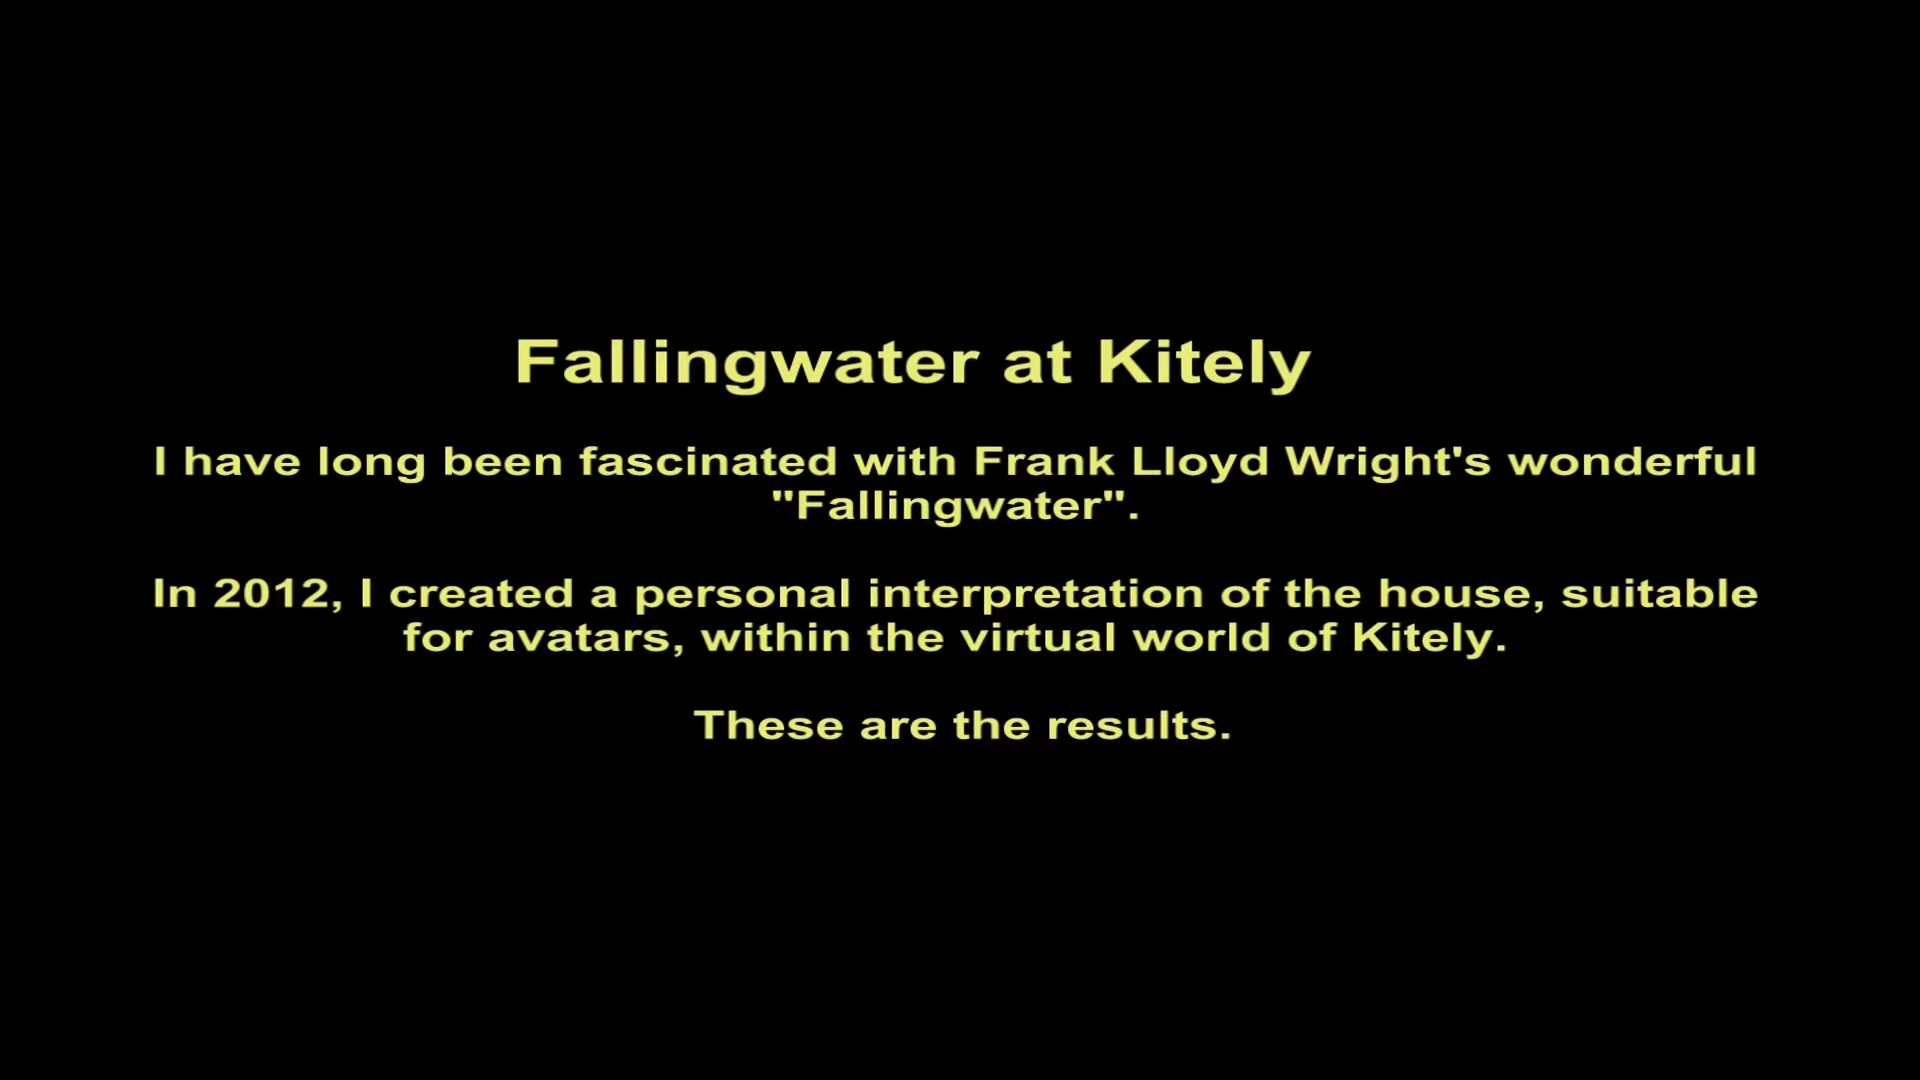 Fallingwater at Kitely
I have long been fascinated with Frank Lloyd Wright's wonderful
"Fallingwater".
In 2012, I created a personal interpretation of the house, suitable
for avatars, within the virtual world of Kitely.
These are the results.